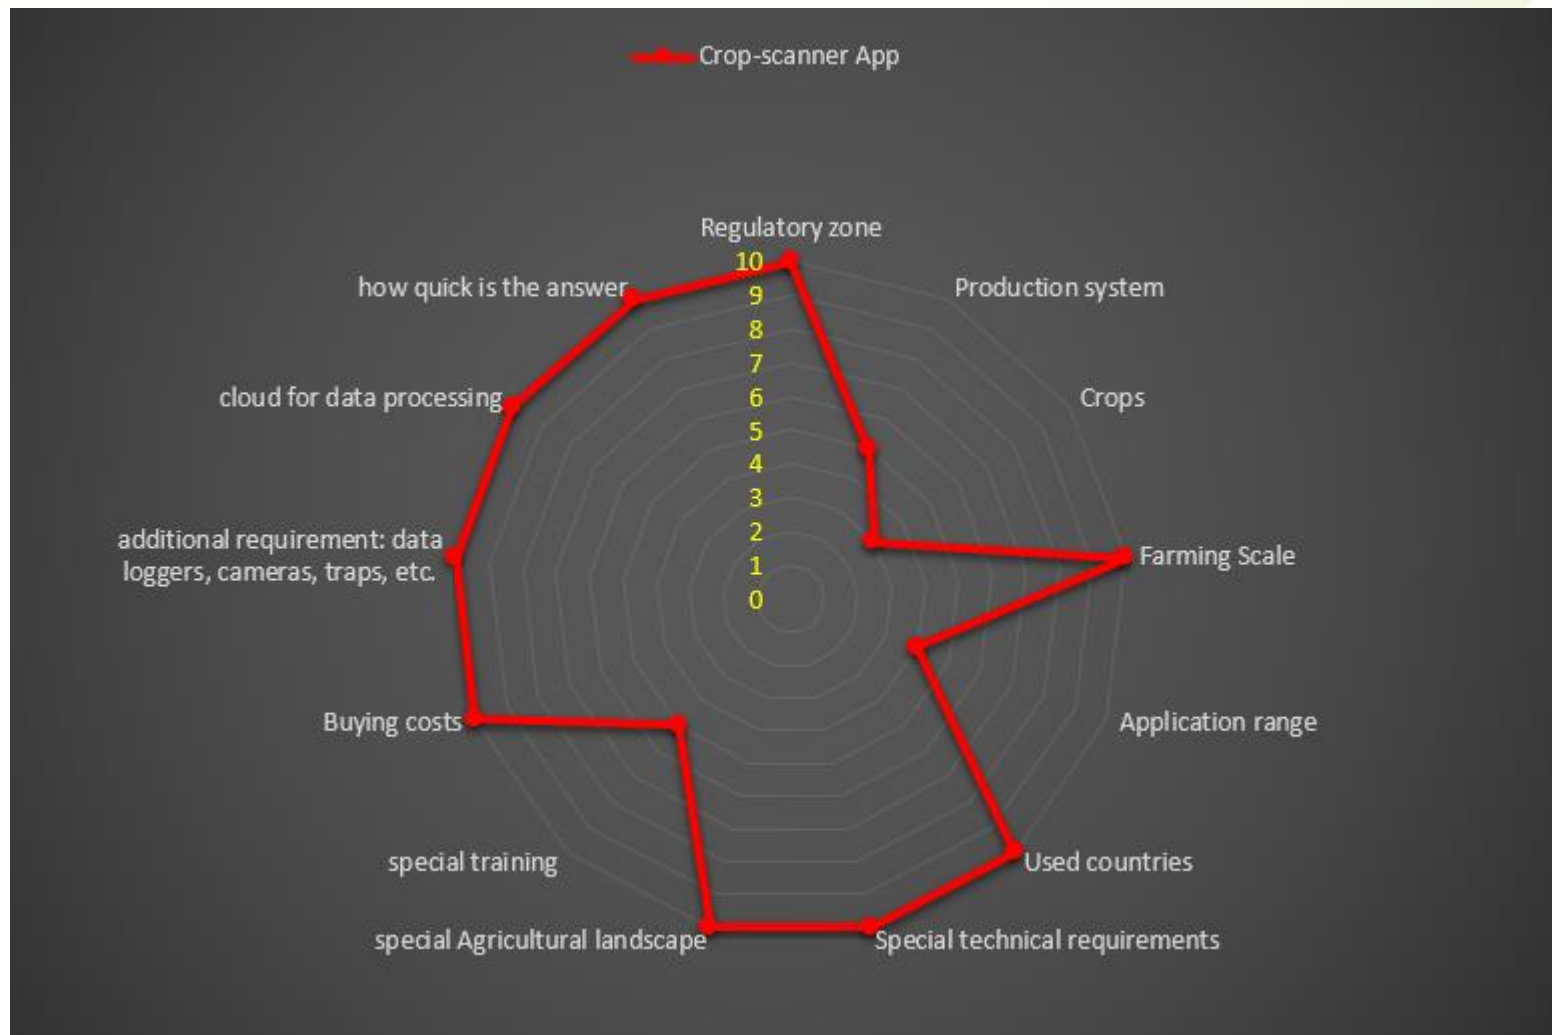 Crop-scanner App
Regulatory zone
Production system
Crops
Farming Scale
Application range
Used countries
Special technical requirements
special Agricultural landscape
special training
Buying costs
additional requirement: data
loggers, cameras, traps, etc.
cloud for data processing
how quick is the answer
10
9
8
7
6
5
4
3
2
1
0